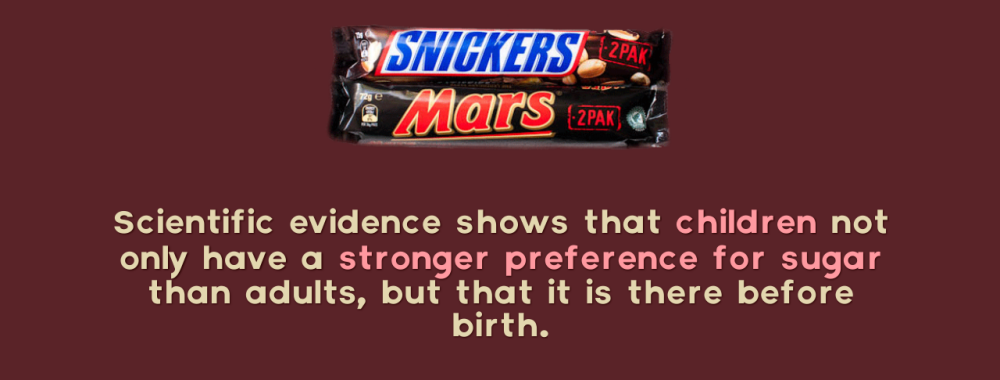 SNICKERS
2PAK
Mars
72g e
2PAK
Scientific evidence shows that children not
only have a stronger preference for sugar
than adults, but that it is there before
birth.